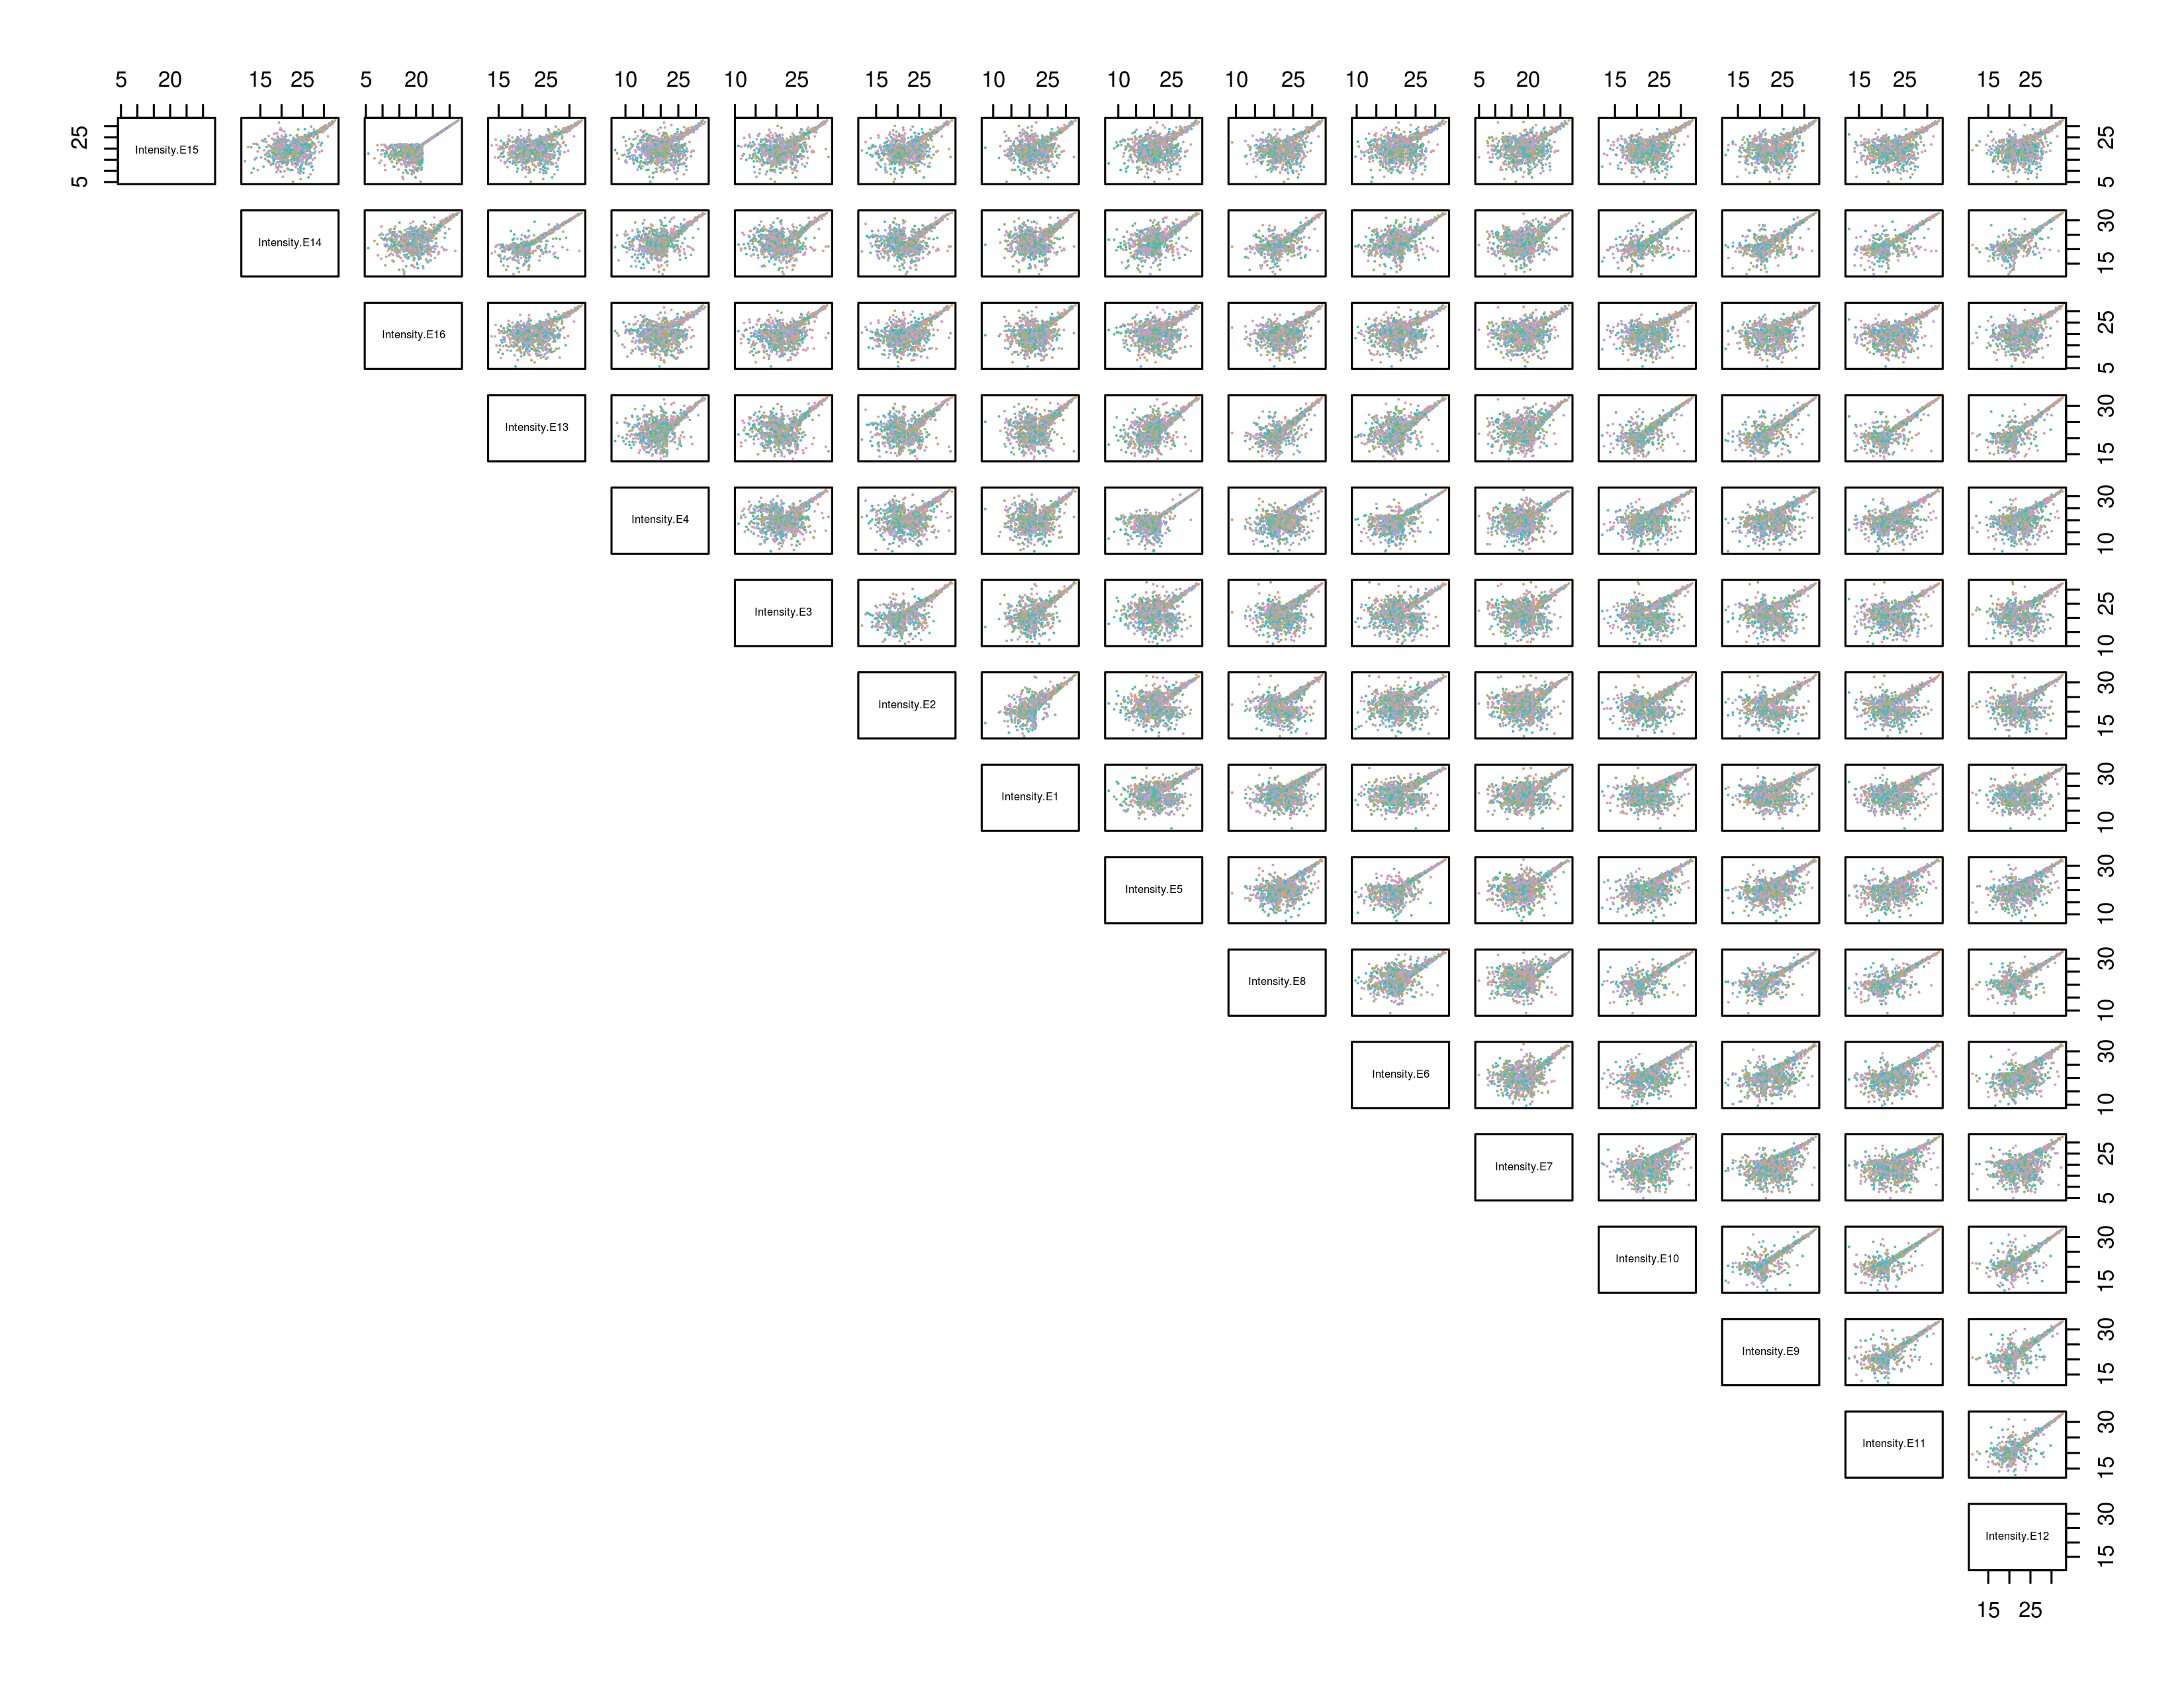 5 20 15 25 5 20 15 25 10 25 10 25 15 25 10 25 10 25 10 25 10 25 5 20 15 25 15 25 15 25 15 25
5 25 Intensity.E15 5 25
Intensity.E14 15 30
Intensity.E16 5 25
Intensity.E13 15 30
Intensity.E4 10 30
Intensity.E3 10 25
Intensity.E2 15 30
Intensity.E1 10 30
Intensity.E5 10 30
Intensity.E8 10 30
Intensity.E6 10 30
Intensity.E7 5 25
Intensity.E10 15 30
Intensity.E9 15 30
Intensity.E11 15 30
Intensity.E12 15 30
15 25